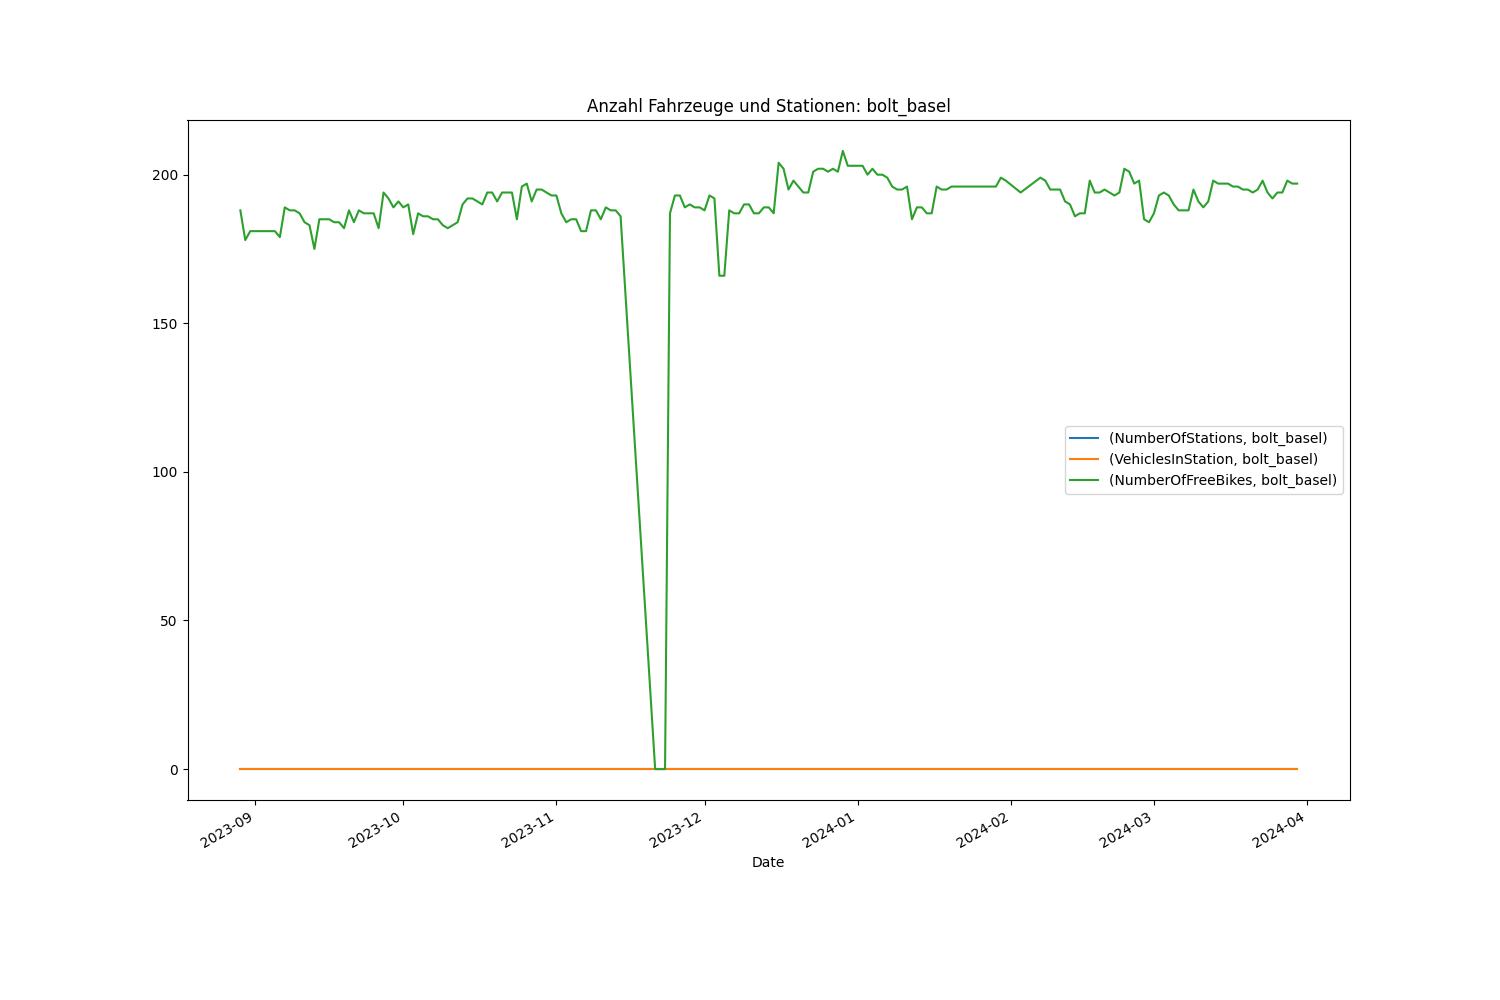 Anzahl Fahrzeuge und Stationen: bolt_basel
200
150
100
50
0
(NumberOfStations, bolt_basel)
(VehiclesInStation, bolt_basel)
(NumberOfFreeBikes, bolt_basel)
2023-09
2023-10
2023-11
2023-12
2024-01
2024-02
2024-03
2024-04
Date